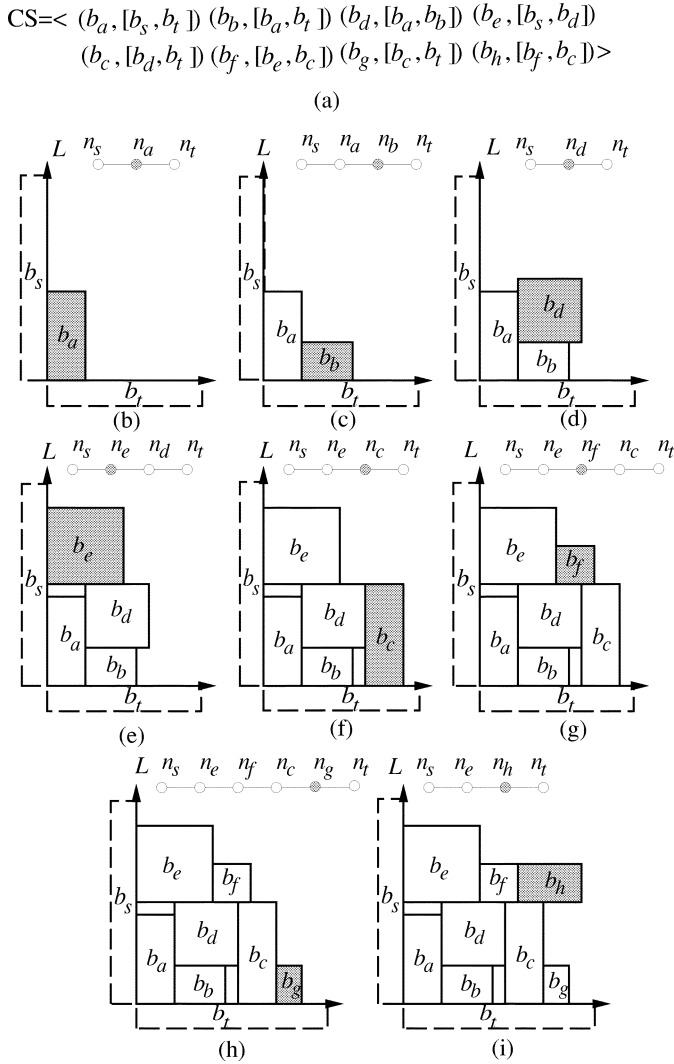 CS=< (b_a, [b_s, b_t]) (b_b, [b_a, b_t]) (b_d, [b_a, b_b]) (b_e, [b_s, b_d])
(b_c, [b_d, b_t]) (b_f, [b_e, b_c]) (b_g, [b_c, b_t]) (b_h, [b_f, b_c])>
(a)
L n_s n_a n_t
b_s
b_a
b_t
(b)
L n_s n_a n_b n_t
b_s
b_a
b_b
b_t
(c)
L n_s n_d n_t
b_s
b_d
b_a
b_b
b_t
(d)
L n_s n_e n_d n_t
b_e
b_s
b_d
b_a
b_b
b_t
(e)
L n_s n_e n_c n_t
b_e
b_s
b_d
b_a b_c
b_b
b_t
(f)
L n_s n_e n_f n_c n_t
b_e b_f
b_s
b_d
b_a b_c
b_b
b_t
(g)
L n_s n_e n_f n_c n_g n_t
b_e b_f
b_s
b_d
b_a b_c
b_b b_g
b_t
(h)
L n_s n_e n_h n_t
b_e b_f b_h
b_s
b_d
b_a b_c
b_b b_g
b_t
(i)